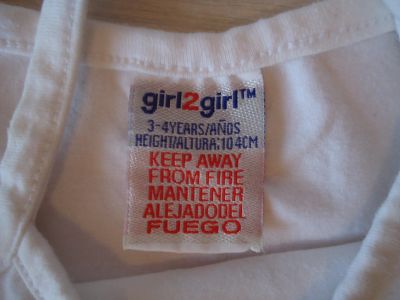 girl2girl™
3-4YEARS/AÑOS
HEIGHT/ALTURA:104CM
KEEP AWAY
FROM FIRE
MANTENER
ALEJADODEL
FUEGO